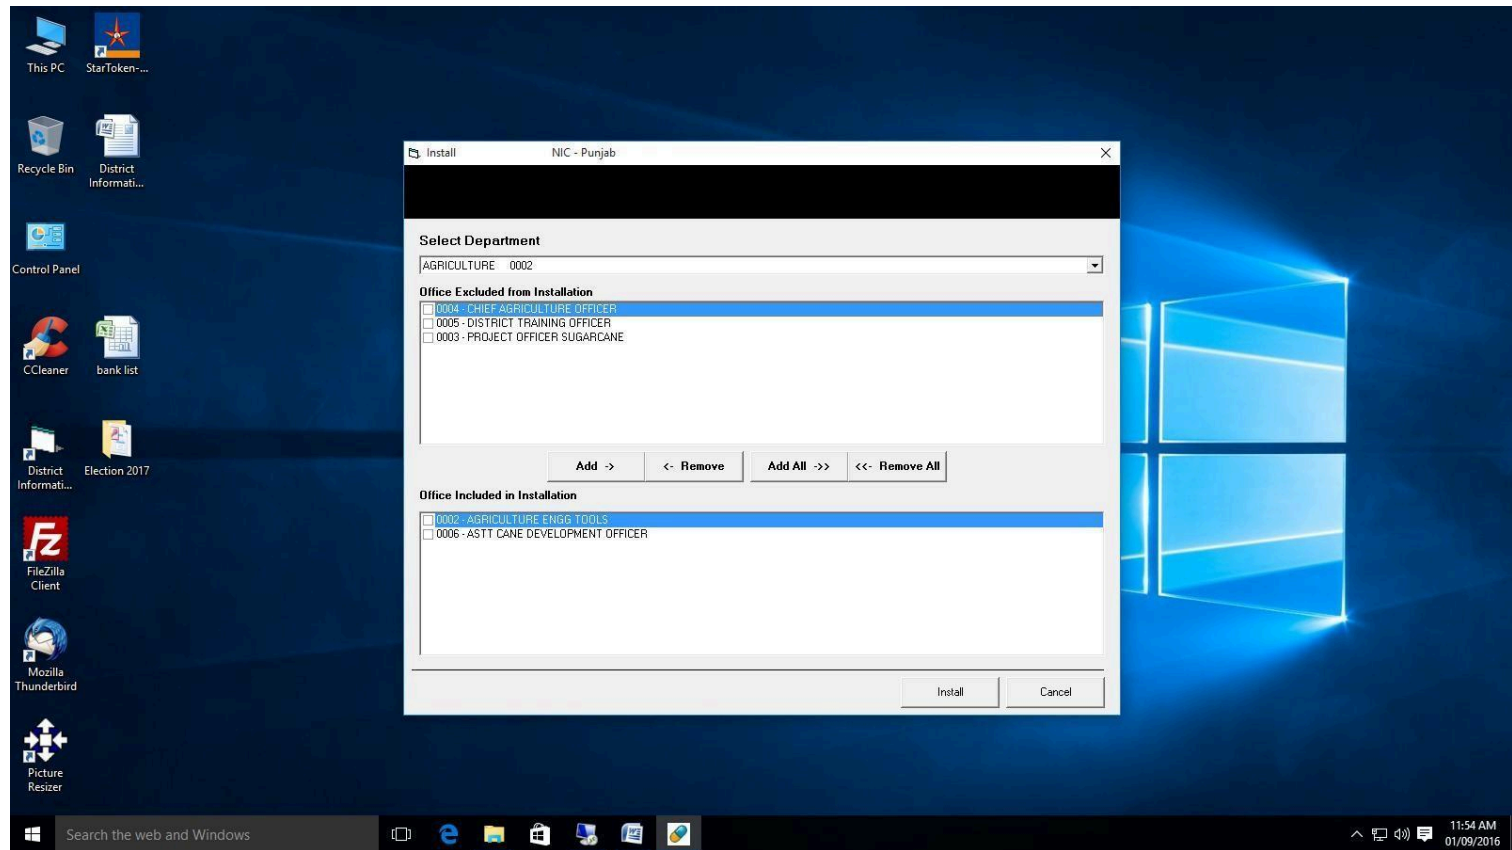 This PC
StarToken-...
Recycle Bin
District
Informati...
Control Panel
CCleaner
bank list
District
Informati...
Election 2017
FileZilla
Client
Mozilla
Thunderbird
Picture
Resizer
Install NIC - Punjab
Select Department
AGRICULTURE 0002
Office Excluded from Installation
0004 - CHIEF AGRICULTURE OFFICER
0005 - DISTRICT TRAINING OFFICER
0003 - PROJECT OFFICER SUGARCANE
Add ->
<- Remove
Add All ->>
<<- Remove All
Office Included in Installation
0002 - AGRICULTURE ENGG TOOLS
0006 - ASTT CANE DEVELOPMENT OFFICER
Install
Cancel
Search the web and Windows
11:54 AM
01/09/2016